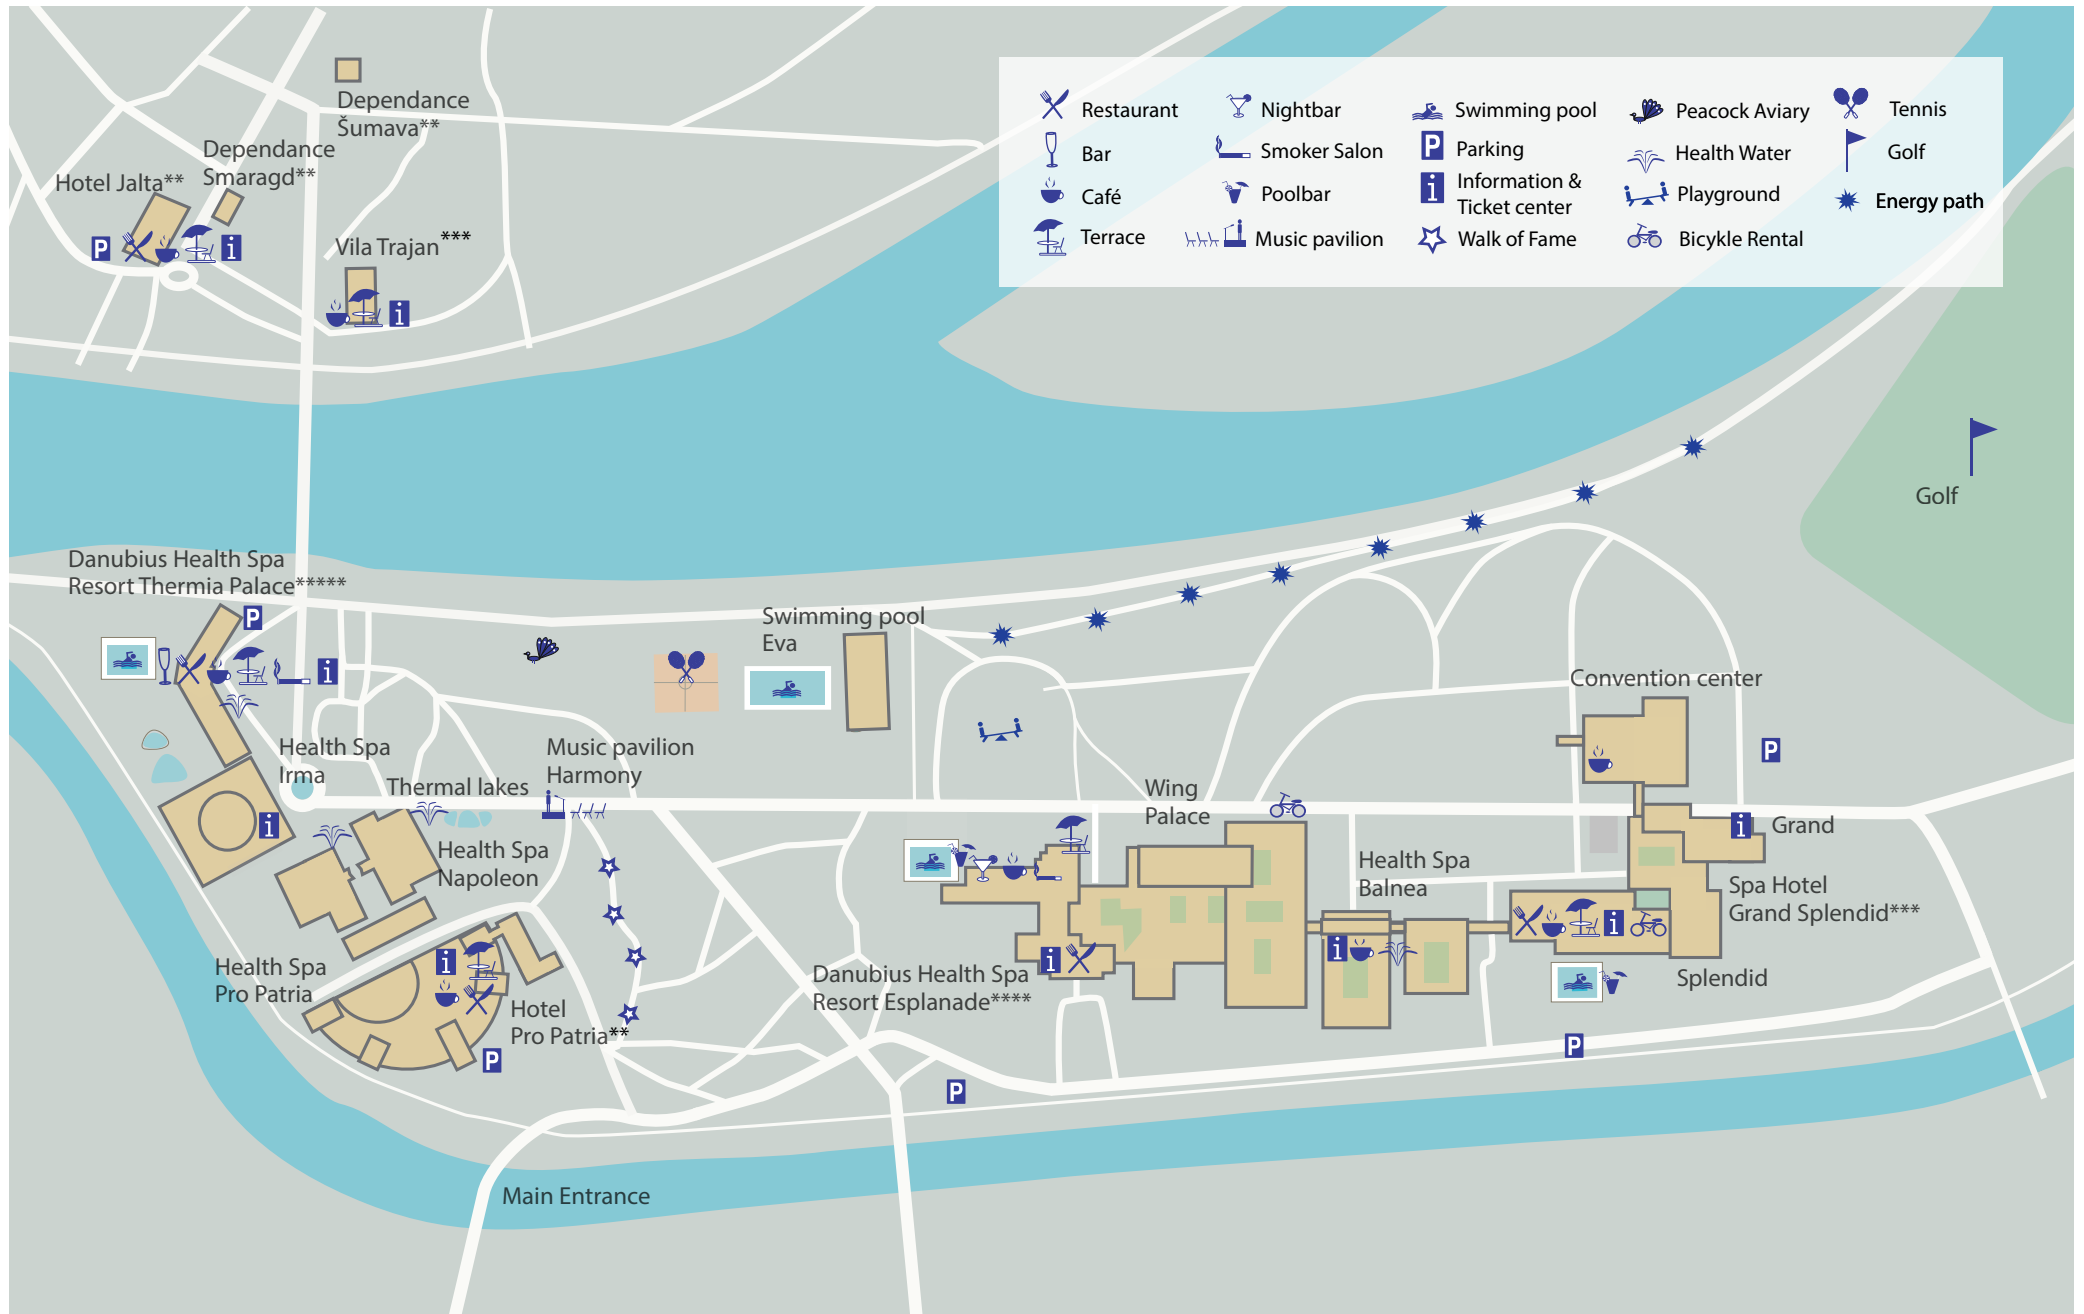 Dependance
Šumava**
Dependance
Smaragd**
Hotel Jalta**
Vila Trajan***
Restaurant
Bar
Café
Terrace
Nightbar
Smoker Salon
Poolbar
Music pavilion
Swimming pool
Parking
Information &
Ticket center
Walk of Fame
Peacock Aviary
Health Water
Playground
Bicykle Rental
Tennis
Golf
Energy path
Golf
Danubius Health Spa
Resort Thermia Palace*****
Swimming pool
Eva
Convention center
Health Spa
Irma
Thermal lakes
Music pavilion
Harmony
Wing
Palace
Grand
Health Spa
Napoleon
Health Spa
Balnea
Spa Hotel
Grand Splendid***
Splendid
Health Spa
Pro Patria
Hotel
Pro Patria**
Danubius Health Spa
Resort Esplanade****
Main Entrance